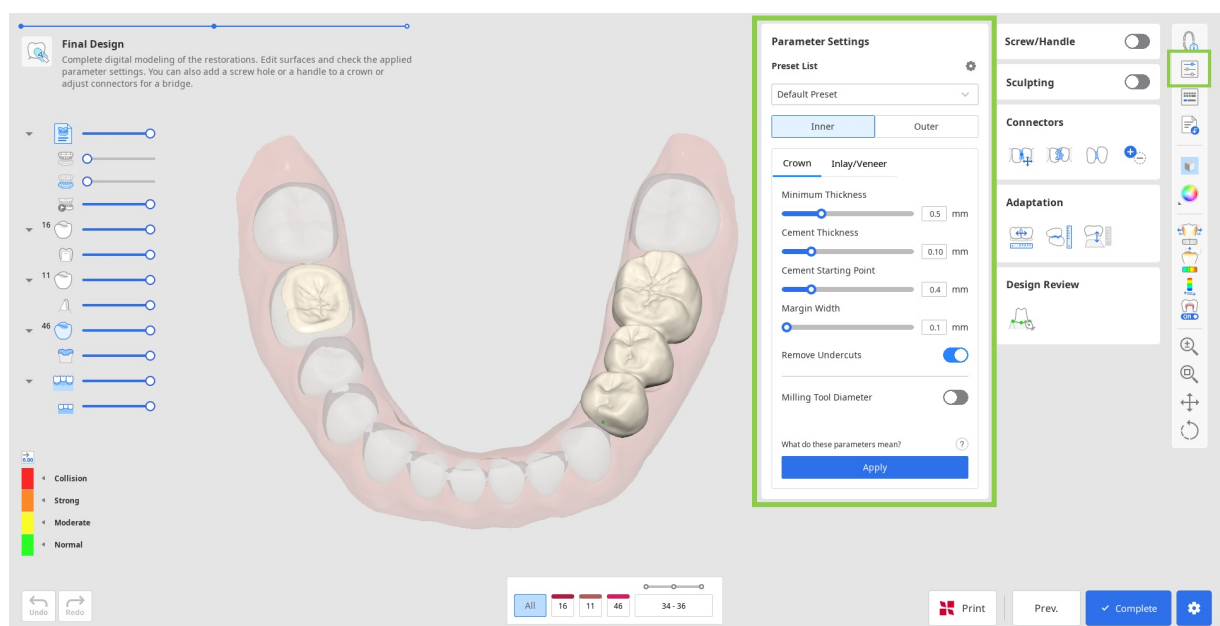 Final Design
Complete digital modeling of the restorations. Edit surfaces and check the applied
parameter settings. You can also add a screw hole or a handle to a crown or
adjust connectors for a bridge.
16
11
46
0.00
Collision
Strong
Moderate
Normal
Undo
Redo
All
16
11
46
34 - 36
Parameter Settings
Preset List
Default Preset
Inner
Outer
Crown
Inlay/Veneer
Minimum Thickness
0.5 mm
Cement Thickness
0.10 mm
Cement Starting Point
0.4 mm
Margin Width
0.1 mm
Remove Undercuts
Milling Tool Diameter
What do these parameters mean?
?
Apply
Screw/Handle
Sculpting
Connectors
Adaptation
Design Review
ON
Print
Prev.
Complete